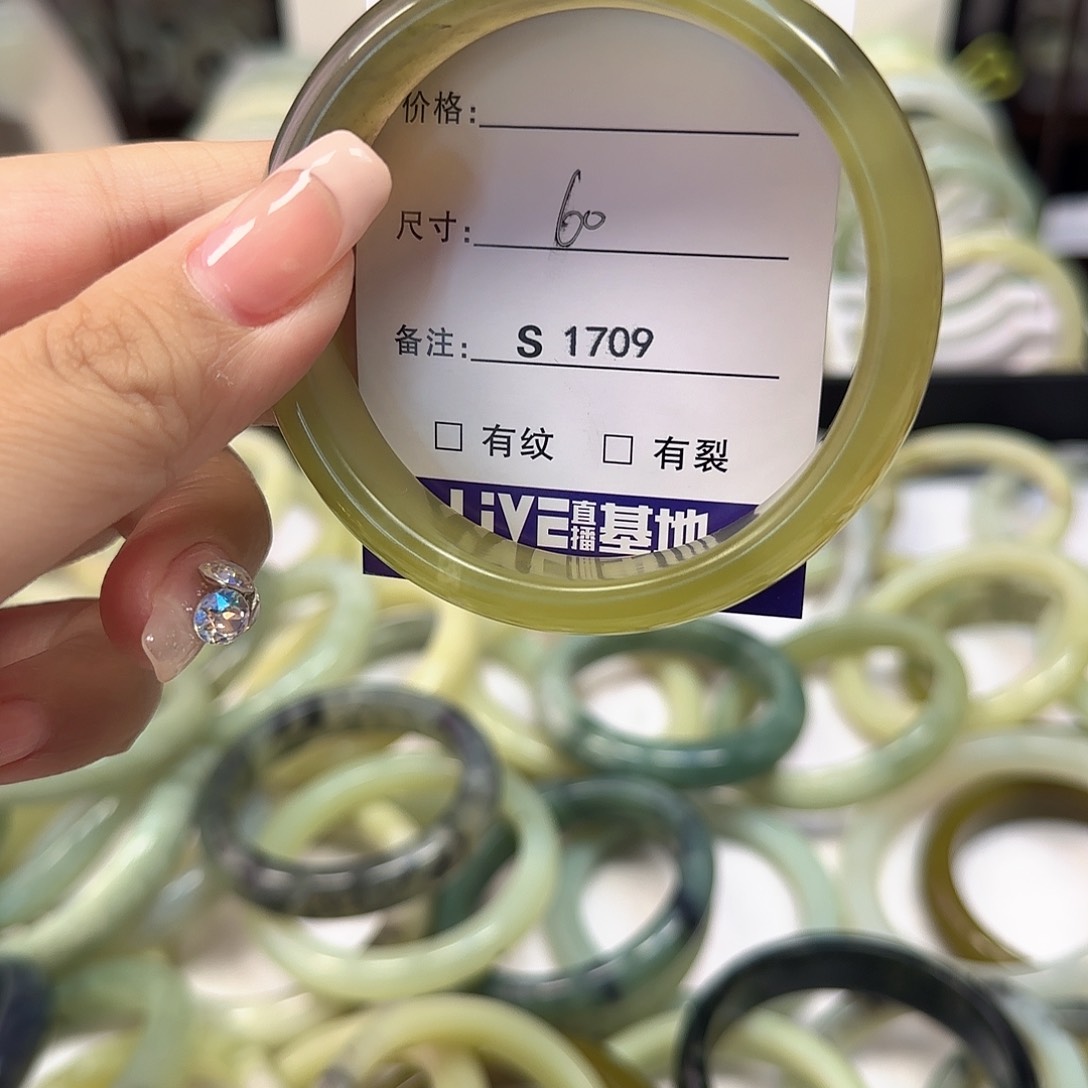 价格:
尺寸: 60
备注: S 1709
□ 有纹 □ 有裂
LiVE直播基地